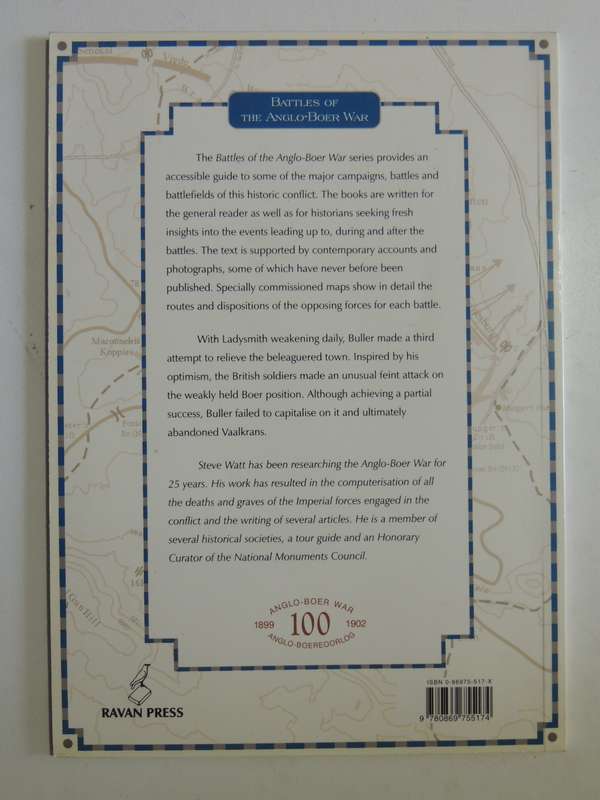 BATTLES OF
THE ANGLO-BOER WAR
The Battles of the Anglo-Boer War series provides an
accessible guide to some of the major campaigns, battles and
battlefields of this historic conflict. The books are written for
the general reader as well as for historians seeking fresh
insights into the events leading up to, during and after the
battles. The text is supported by contemporary accounts and
photographs, some of which have never before been
published. Specially commissioned maps show in detail the
routes and dispositions of the opposing forces for each battle.
With Ladysmith weakening daily, Buller made a third
attempt to relieve the beleaguered town. Inspired by his
optimism, the British soldiers made an unusual feint attack on
the weakly held Boer position. Although achieving a partial
success, Buller failed to capitalise on it and ultimately
abandoned Vaalkrans.
Steve Watt has been researching the Anglo-Boer War for
25 years. His work has resulted in the computerisation of all
the deaths and graves of the Imperial forces engaged in the
conflict and the writing of several articles. He is a member of
several historical societies, a tour guide and an Honorary
Curator of the National Monuments Council.
ANGLO-BOER WAR
1899 100 1902
ANGLO-BOEREOORLOG
RAVAN PRESS
ISBN 0-86975-517-X
9 780869 755174
Koppies